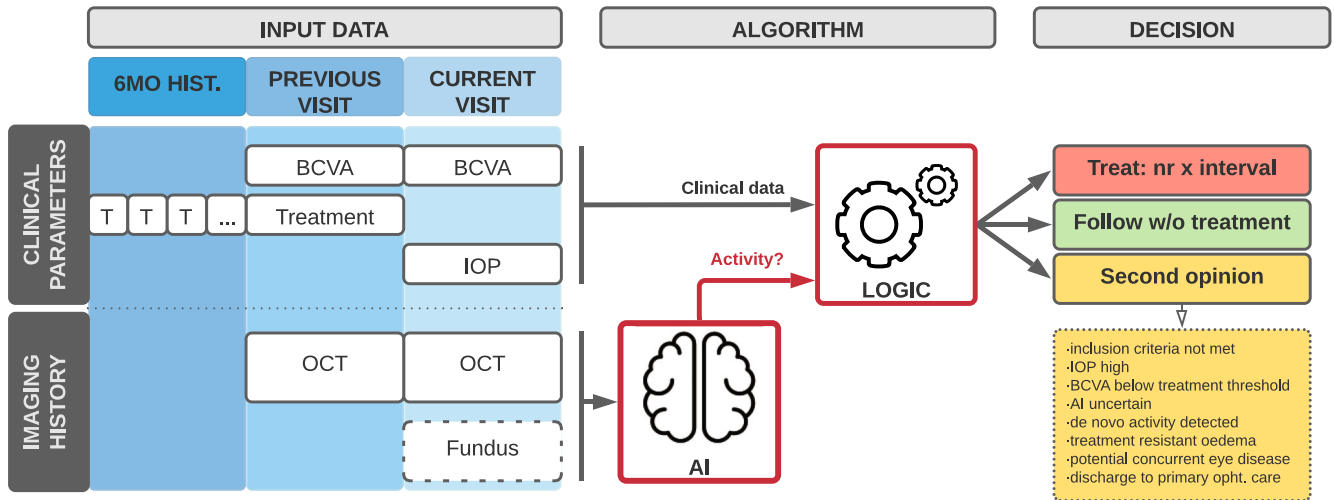 INPUT DATA
ALGORITHM
DECISION
6MO HIST.
PREVIOUS
VISIT
CURRENT
VISIT
CLINICAL
PARAMETERS
BCVA
BCVA
T
T
T
...
Treatment
IOP
Clinical data
Activity?
LOGIC
Treat: nr x interval
Follow w/o treatment
Second opinion
IMAGING
HISTORY
OCT
OCT
Fundus
AI
·inclusion criteria not met
·IOP high
·BCVA below treatment threshold
·AI uncertain
·de novo activity detected
·treatment resistant oedema
·potential concurrent eye disease
·discharge to primary opht. care